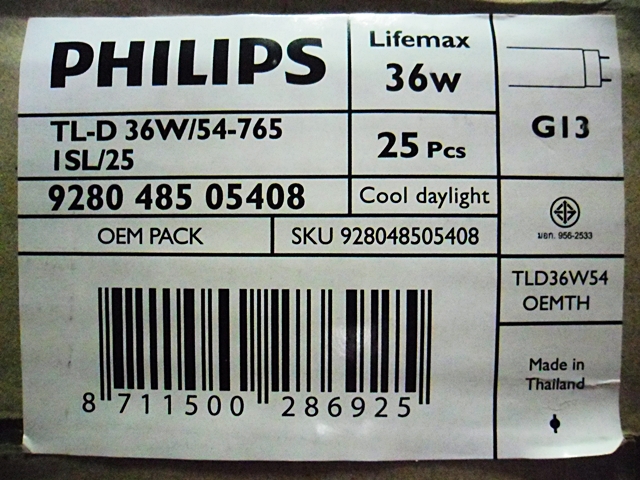 PHILIPS
Lifemax
36w
G13
TL-D 36W/54-765
1SL/25
25 Pcs
9280 485 05408
Cool daylight
มอก. 956-2533
OEM PACK
SKU 928048505408
TLD36W54
OEMTH
8 711500 286925
Made in
Thailand